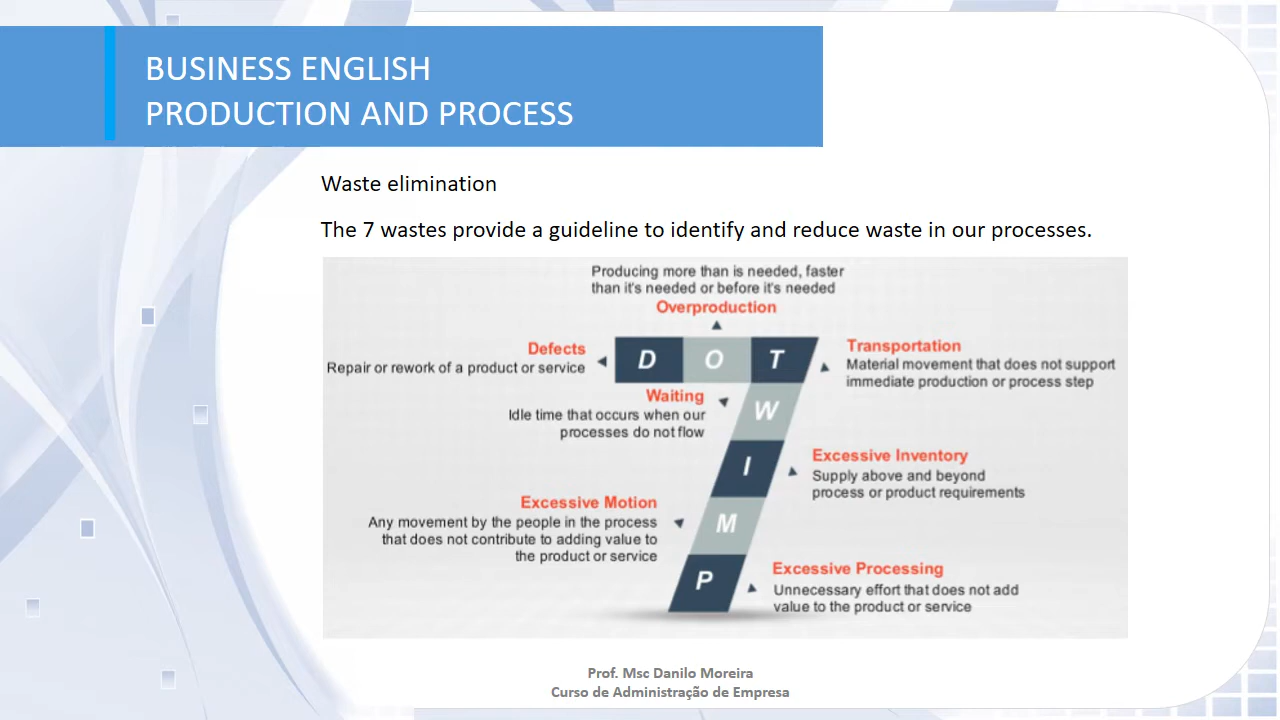 BUSINESS ENGLISH
PRODUCTION AND PROCESS
Waste elimination
The 7 wastes provide a guideline to identify and reduce waste in our processes.
Producing more than is needed, faster
than it's needed or before it's needed
Overproduction
Defects
Repair or rework of a product or service
D O T
Transportation
Material movement that does not support
immediate production or process step
Waiting
Idle time that occurs when our
processes do not flow
W
I
Excessive Inventory
Supply above and beyond
process or product requirements
Excessive Motion
Any movement by the people in the process
that does not contribute to adding value to
the product or service
M
P
Excessive Processing
Unnecessary effort that does not add
value to the product or service
Prof. Msc Danilo Moreira
Curso de Administração de Empresa